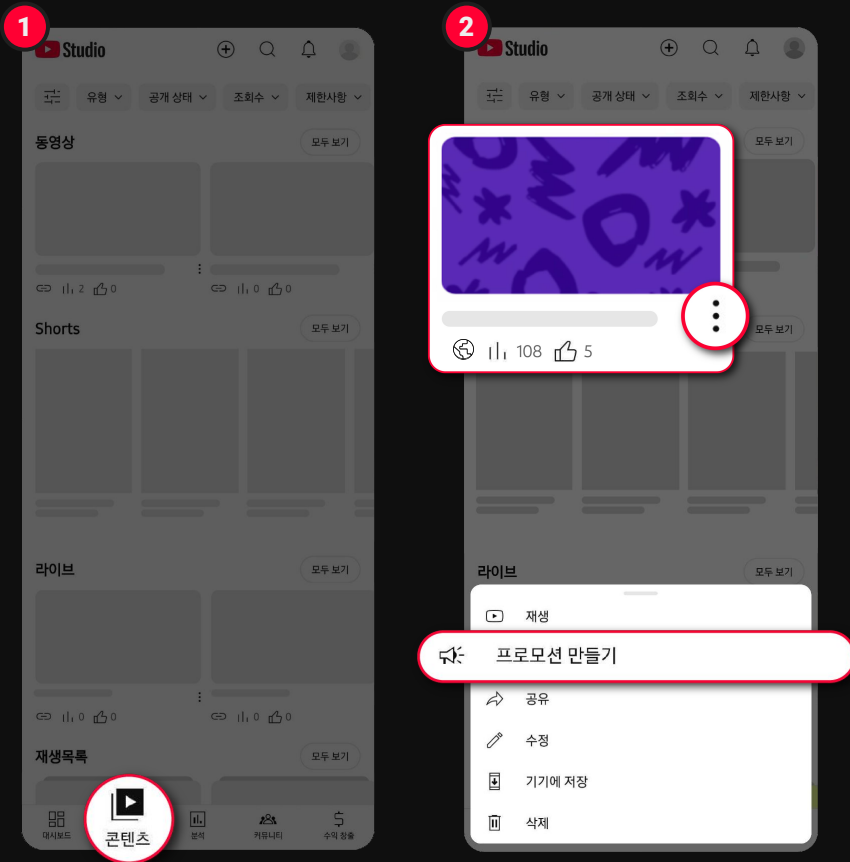 1
Studio
유형
공개 상태
조회수
제한사항
동영상
모두 보기
2
0
0
0
Shorts
모두 보기
라이브
모두 보기
0
0
0
0
재생목록
모두 보기
대시보드
콘텐츠
분석
커뮤니티
수익 창출
2
Studio
유형
공개 상태
조회수
제한사항
모두 보기
108
5
모두 보기
라이브
모두 보기
재생
프로모션 만들기
공유
수정
기기에 저장
삭제